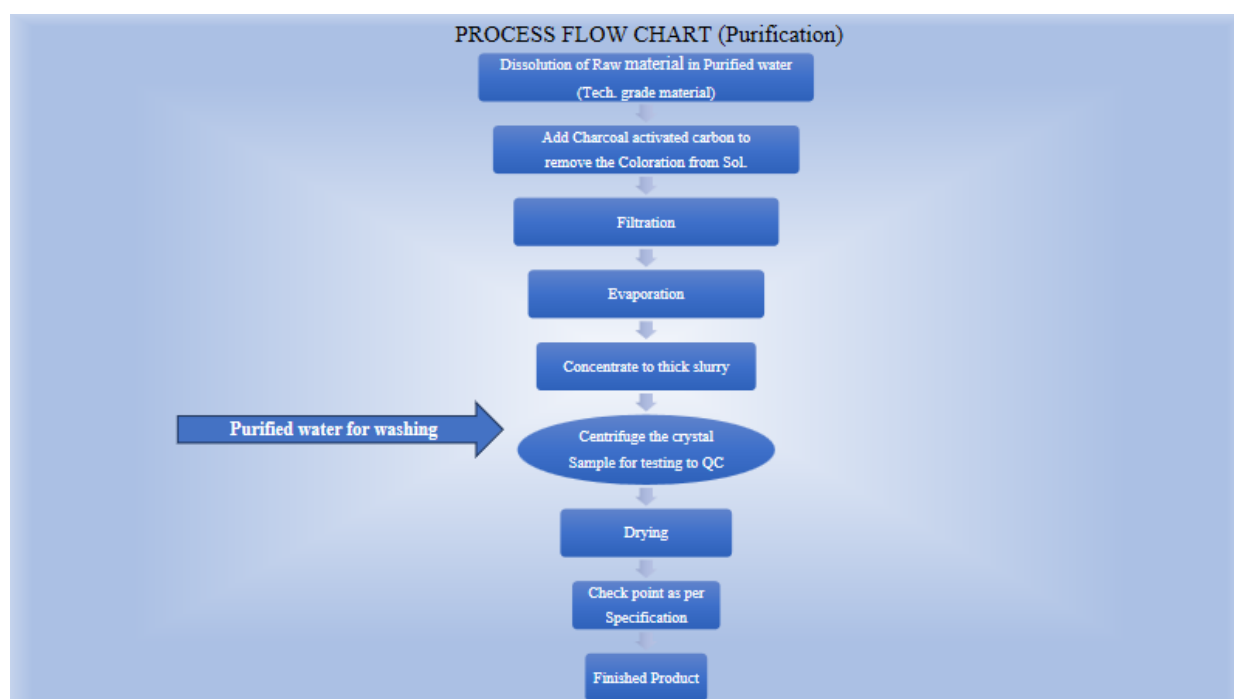 PROCESS FLOW CHART (Purification)
Dissolution of Raw material in Purified water
(Tech. grade material)
Add Charcoal activated carbon to
remove the Coloration from Sol.
Filtration
Evaporation
Concentrate to thick slurry
Purified water for washing
Centrifuge the crystal
Sample for testing to QC
Drying
Check point as per
Specification
Finished Product